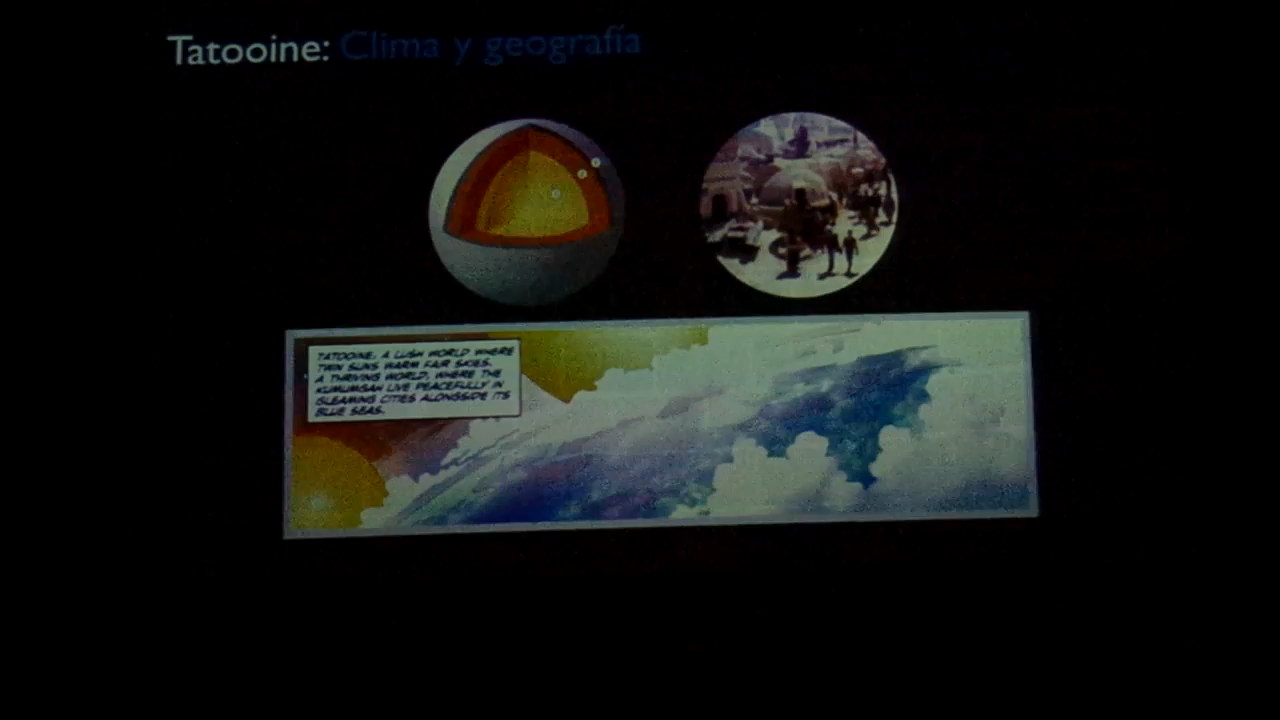 Tatooine: Clima y geografía
TATOOINE: A LUSH WORLD WHERE
TWIN SUNS WARM FAIR SKIES.
A THRIVING WORLD, WHERE THE
KUMUMGAH LIVE PEACEFULLY IN
GLEAMING CITIES ALONGSIDE ITS
BLUE SEAS.